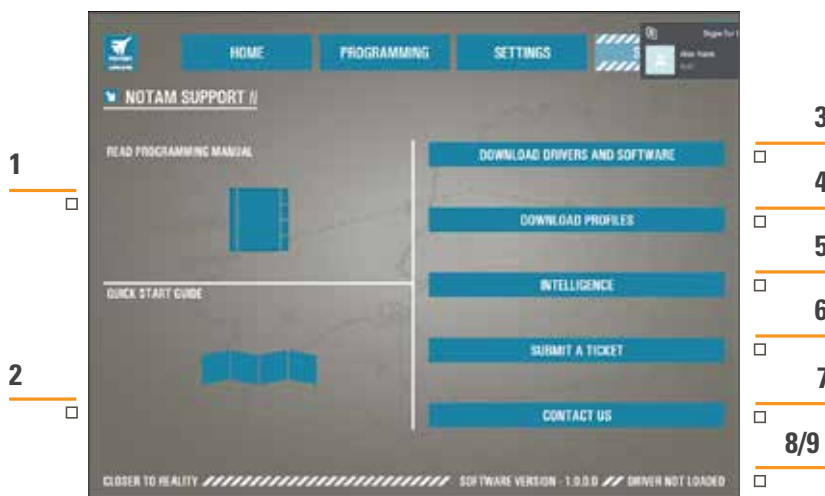 HOME
PROGRAMMING
SETTINGS
S
Skype for
NOTAM SUPPORT //
1
READ PROGRAMMING MANUAL
2
QUICK START GUIDE
3
DOWNLOAD DRIVERS AND SOFTWARE
4
DOWNLOAD PROFILES
5
INTELLIGENCE
6
SUBMIT A TICKET
7
CONTACT US
8/9
CLOSER TO REALITY
SOFTWARE VERSION - 1.0.0.0
DRIVER NOT LOADED